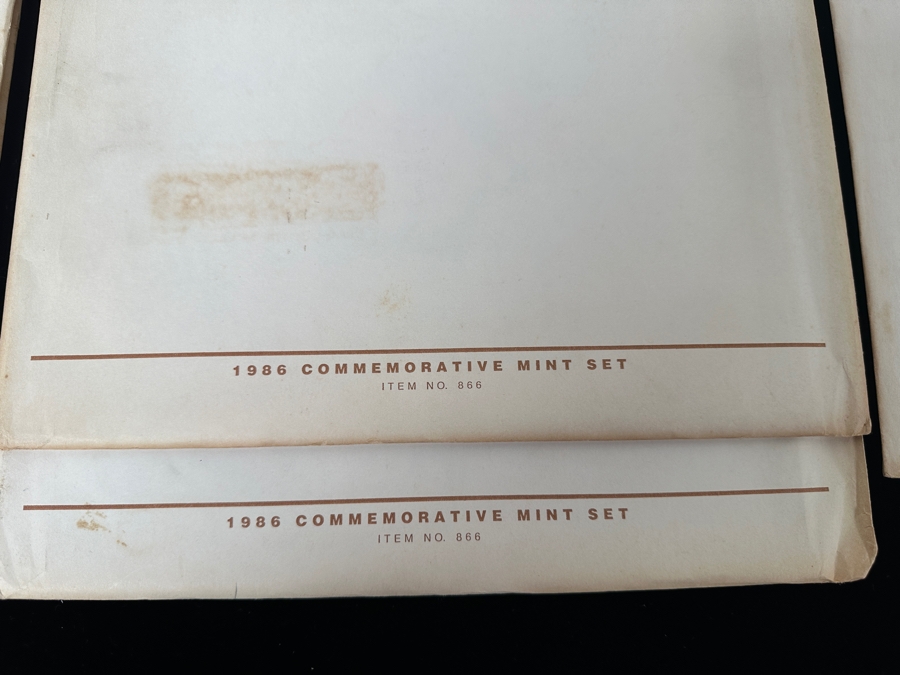 1986 COMMEMORATIVE MINT SET
ITEM NO. 866
1986 COMMEMORATIVE MINT SET
ITEM NO. 866